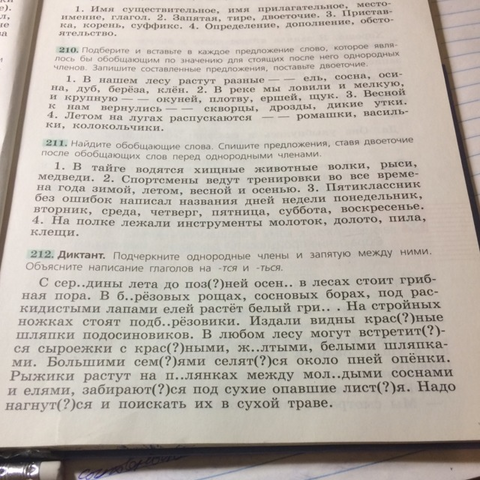 1. Имя существительное, имя прилагательное, место-
имение, глагол. 2. Запятая, тире, двоеточие. 3. Пристав-
ка, корень, суффикс. 4. Определение, дополнение, обсто-
ятельство.
210. Подберите и вставьте в каждое предложение слово, которое явля-
лось бы обобщающим по значению для стоящих после него однородных
членов. Запишите составленные предложения, поставьте двоеточие.
1. В нашем лесу растут разные —— ель, сосна, оси-
на, дуб, берёза, клён. 2. В реке мы ловили и мелкую,
и крупную —— окуней, плотву, ершей, щук. 3. Весной
к нам вернулись —— скворцы, дрозды, дикие утки.
4. Летом на лугах распускаются —— ромашки, василь-
ки, колокольчики.
211. Найдите обобщающие слова. Спишите предложения, ставя двоеточие
после обобщающих слов перед однородными членами.
1. В тайге водятся хищные животные волки, рыси,
медведи. 2. Спортсмены ведут тренировки во все време-
на года зимой, летом, весной и осенью. 3. Пятиклассник
без ошибок написал названия дней недели понедельник,
вторник, среда, четверг, пятница, суббота, воскресенье.
4. На полке лежали инструменты молоток, долото, пила,
клещи.
212. Диктант. Подчеркните однородные члены и запятую между ними.
Объясните написание глаголов на -тся и -ться.
С сер..дины лета до поз(?)ней осен.. в лесах стоит гриб-
ная пора. В б..рёзовых рощах, сосновых борах, под рас-
кидистыми лапами елей растёт белый гри.. . На стройных
ножках стоят подб..рёзовики. Издали видны крас(?)ные
шляпки подосиновиков. В любом лесу могут встретит(?)-
ся сыроежки с крас(?)ными, ж..лтыми, белыми шляпка-
ми. Большими сем(?)ями селят(?)ся около пней опёнки.
Рыжики растут на п..лянках между мол..дыми соснами
и елями, забирают(?)ся под сухие опавшие лист(?)я. Надо
нагнут(?)ся и поискать их в сухой траве.